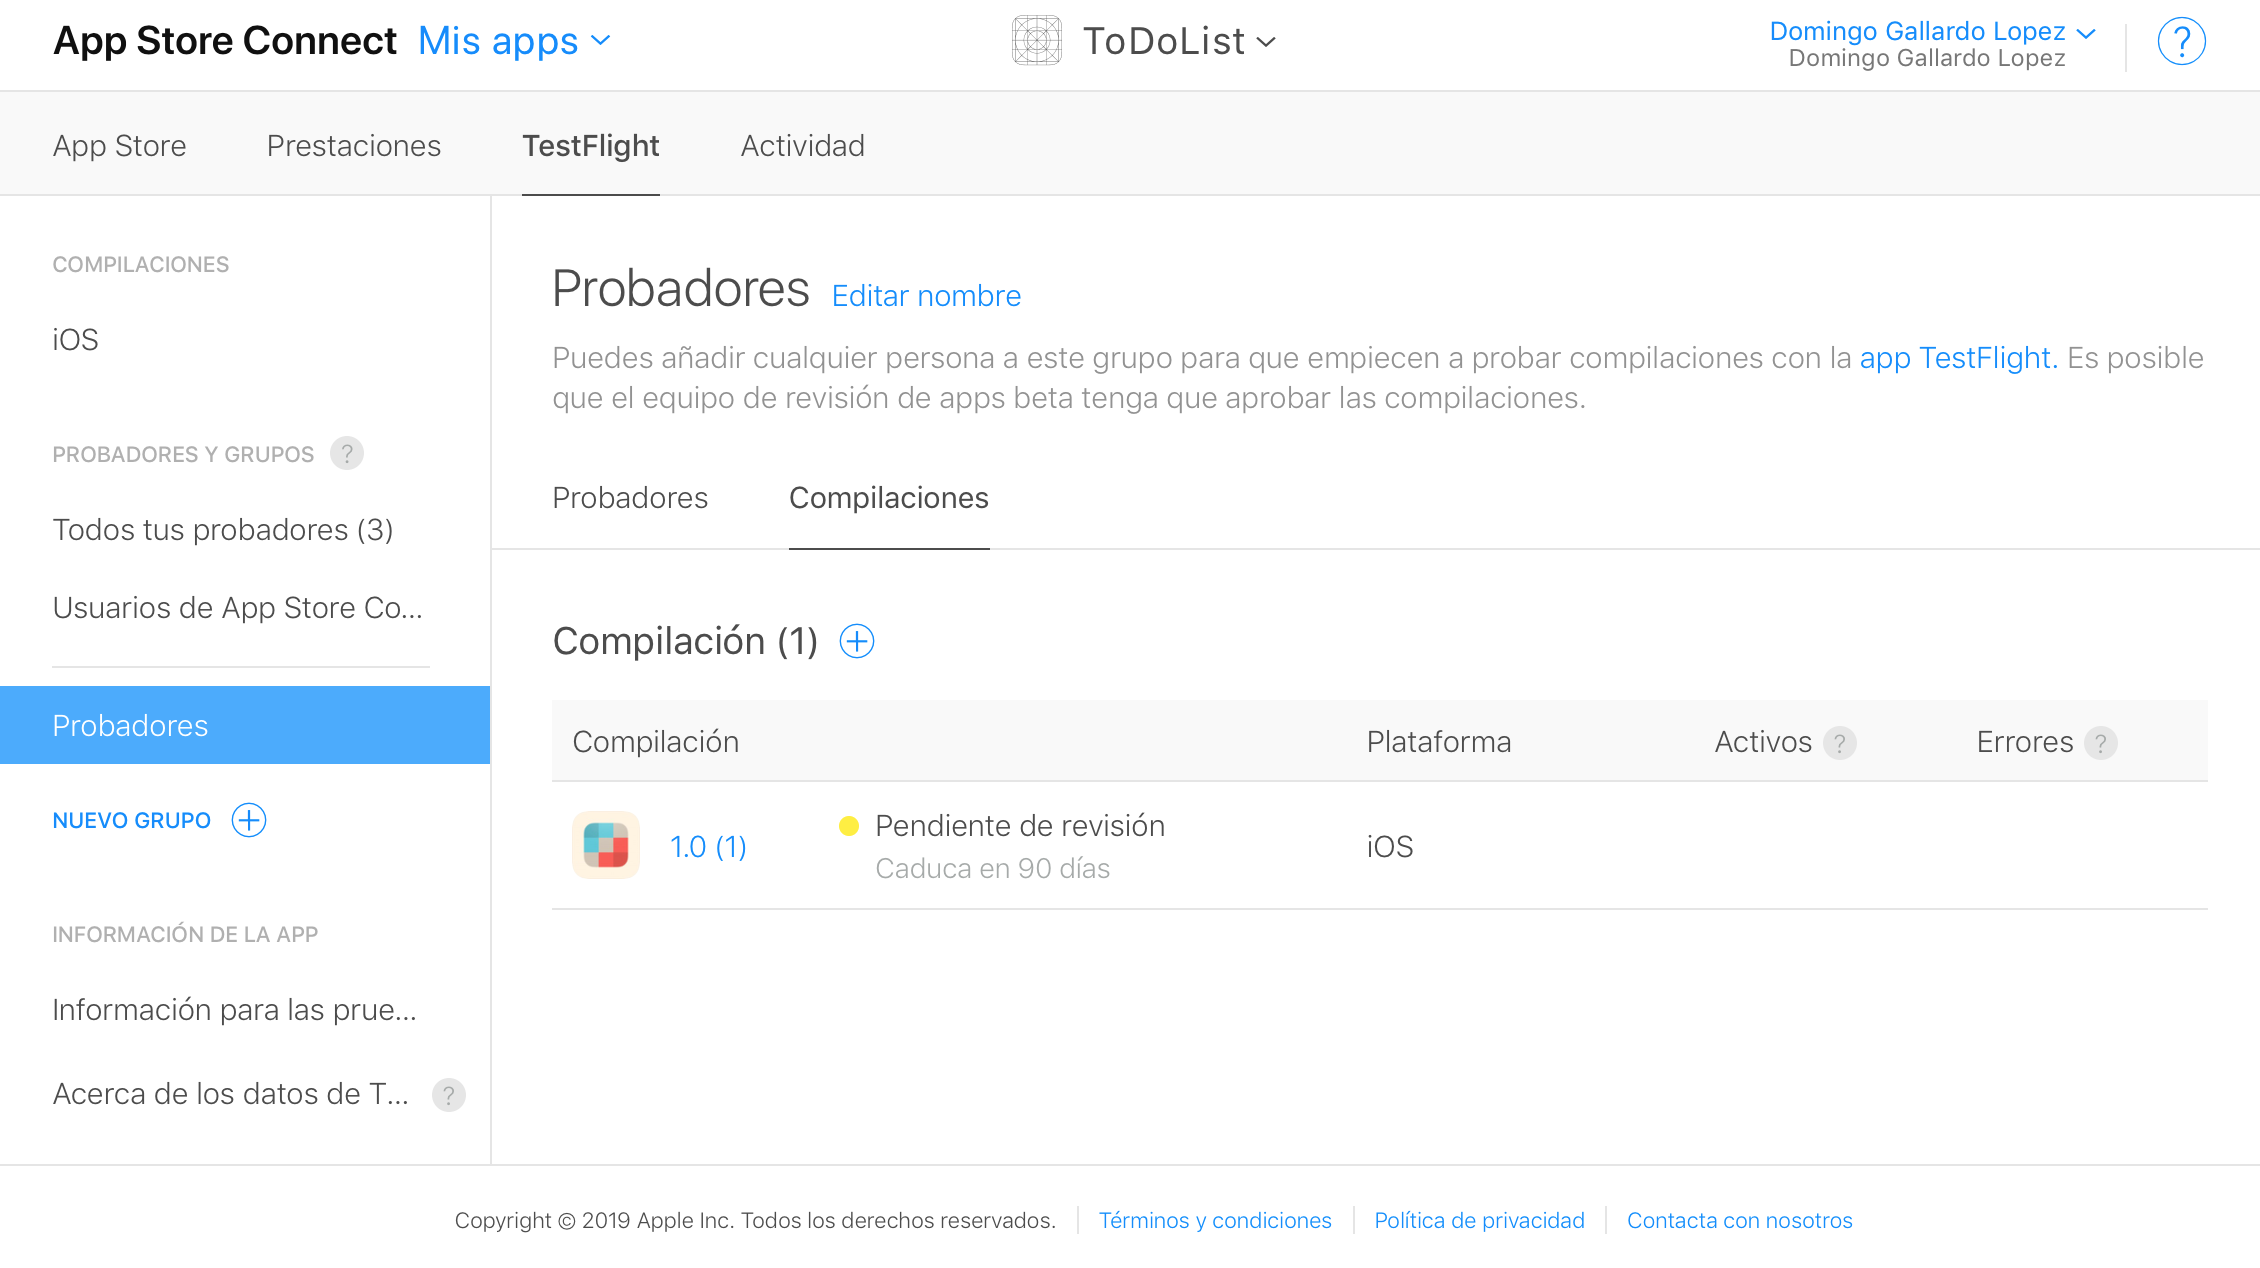 App Store Connect Mis apps
ToDoList
Domingo Gallardo Lopez
Domingo Gallardo Lopez
?
App Store Prestaciones TestFlight Actividad
COMPILACIONES
iOS
PROBADORES Y GRUPOS ?
Todos tus probadores (3)
Usuarios de App Store Co...
Probadores
NUEVO GRUPO
INFORMACIÓN DE LA APP
Información para las prue...
Acerca de los datos de T... ?
Probadores Editar nombre
Puedes añadir cualquier persona a este grupo para que empiecen a probar compilaciones con la app TestFlight. Es posible
que el equipo de revisión de apps beta tenga que aprobar las compilaciones.
Probadores Compilaciones
Compilación (1)
Compilación Plataforma Activos ? Errores ?
1.0 (1) Pendiente de revisión iOS
Caduca en 90 días
Copyright © 2019 Apple Inc. Todos los derechos reservados. Términos y condiciones Política de privacidad Contacta con nosotros